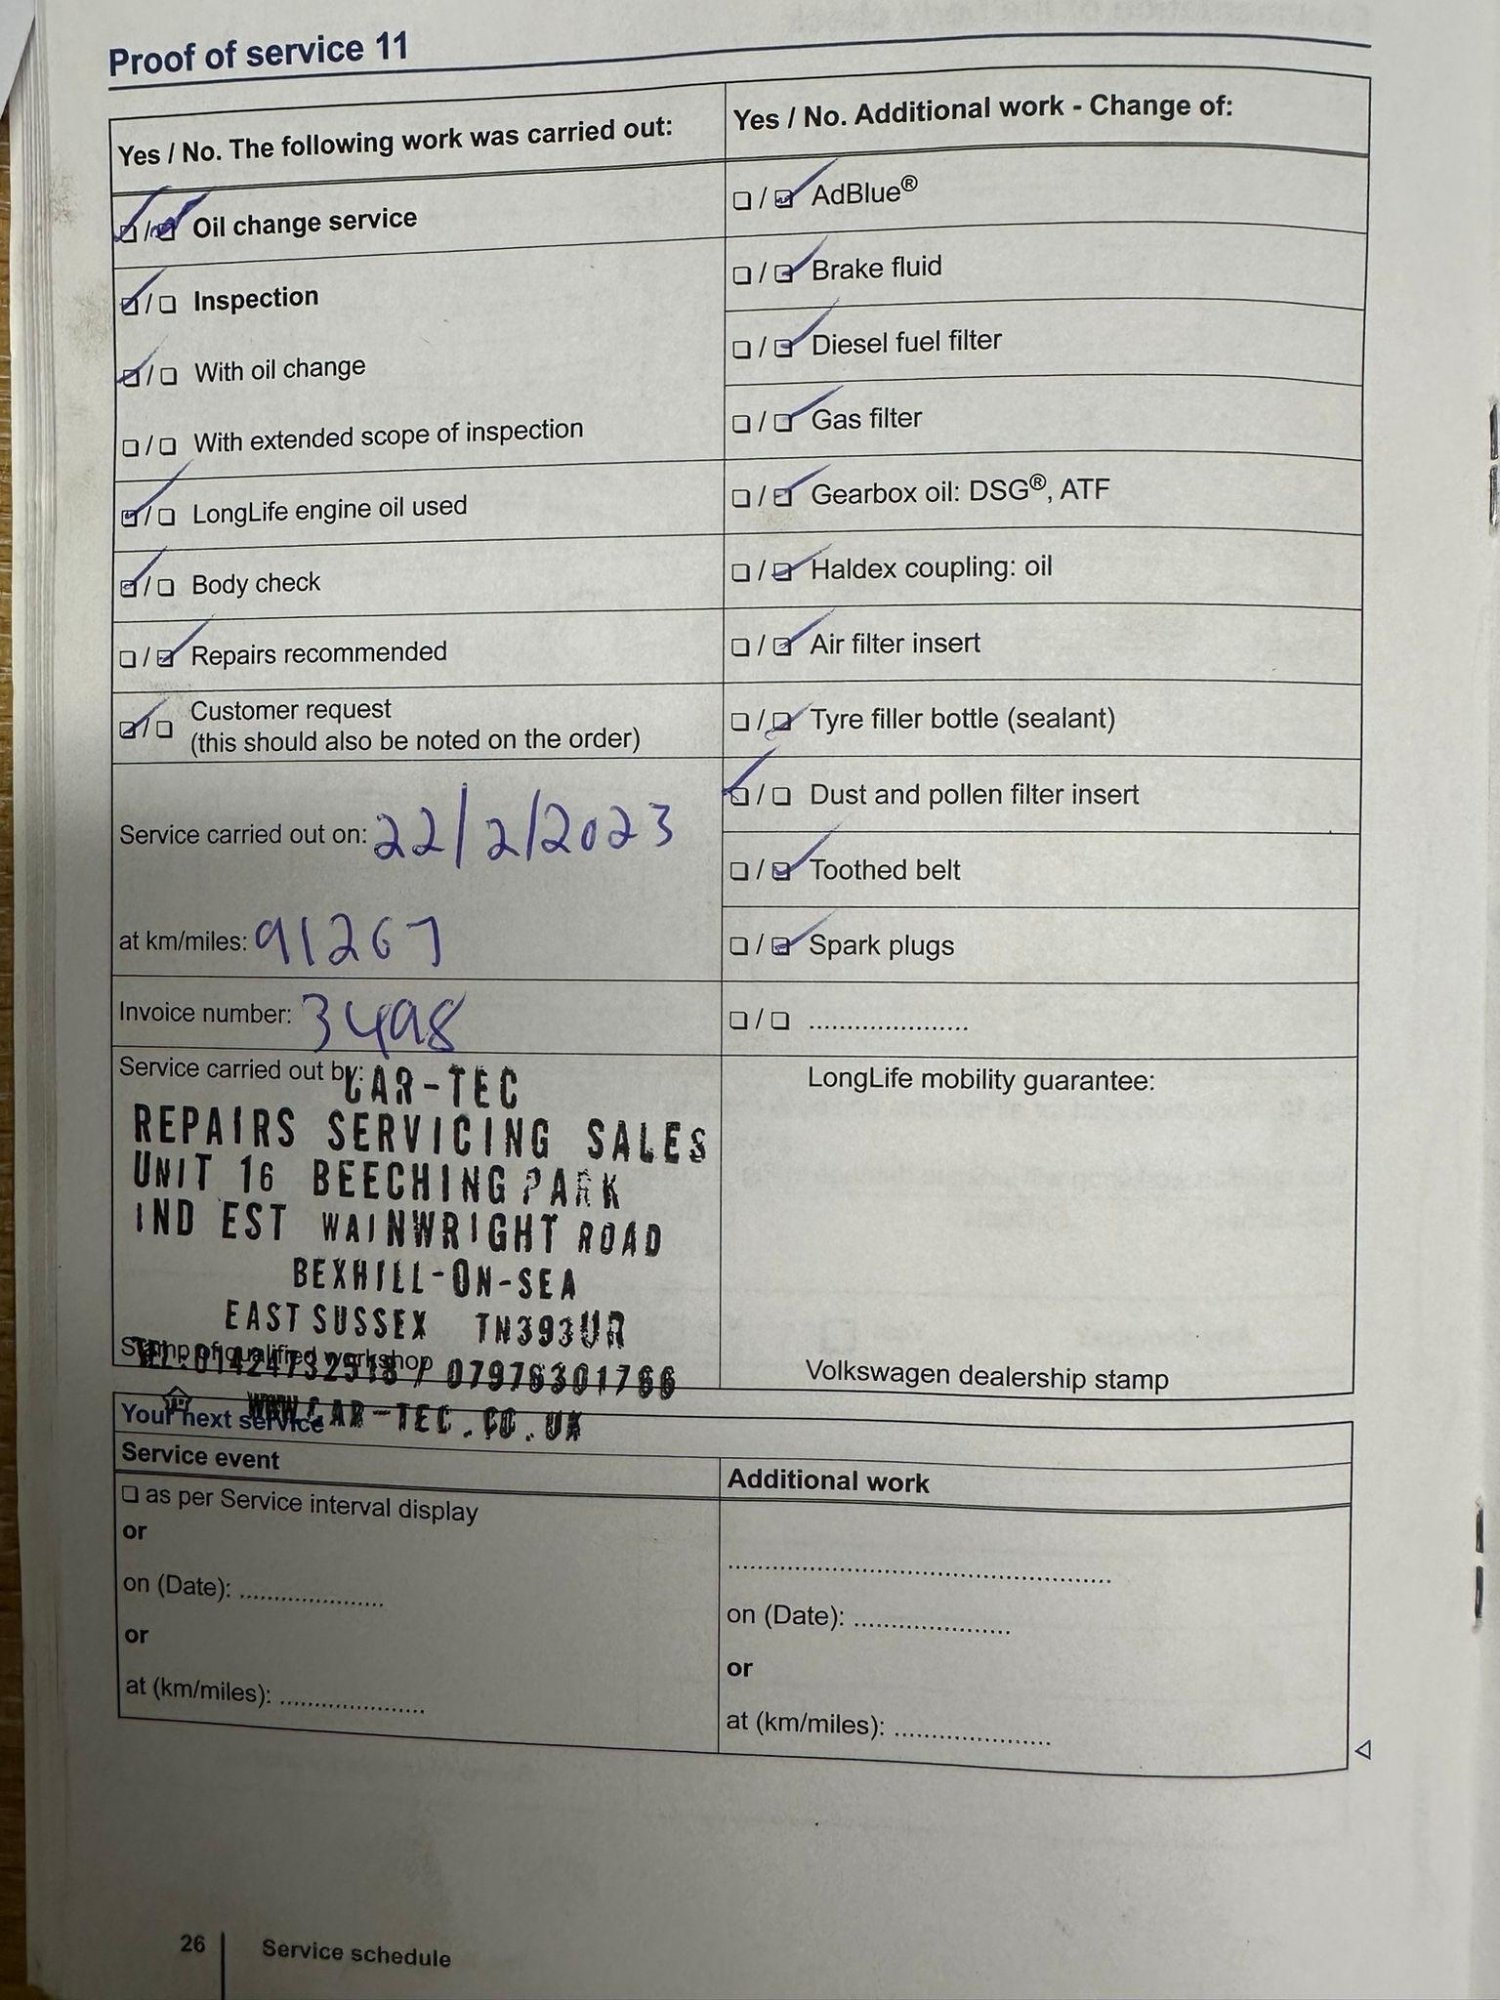 Proof of service 11
Yes / No. The following work was carried out:
☑/☑ Oil change service
☑/☐ Inspection
☑/☐ With oil change
☐/☐ With extended scope of inspection
☑/☐ LongLife engine oil used
☑/☐ Body check
☐/☑ Repairs recommended
☑/☐ Customer request
(this should also be noted on the order)
Service carried out on: 22/2/2023
at km/miles: 91267
Invoice number: 3498
Service carried out by:
CAR-TEC
REPAIRS SERVICING SALES
UNIT 16 BEECHING PARK
IND EST WAINWRIGHT ROAD
BEXHILL-ON-SEA
EAST SUSSEX TN393UR
Stamp of qualified workshop
TEL:01424732518 / 07976301766
WWW.CAR-TEC.CO.UK
Yes / No. Additional work - Change of:
☐/☑ AdBlue®
☐/☑ Brake fluid
☐/☑ Diesel fuel filter
☐/☑ Gas filter
☐/☑ Gearbox oil: DSG®, ATF
☐/☑ Haldex coupling: oil
☐/☑ Air filter insert
☐/☑ Tyre filler bottle (sealant)
☑/☐ Dust and pollen filter insert
☐/☑ Toothed belt
☐/☑ Spark plugs
☐/☐ ......................
LongLife mobility guarantee:
Volkswagen dealership stamp
Your next service
Service event
☐ as per Service interval display
or
on (Date): ....................
or
at (km/miles): ....................
Additional work
......................................................
on (Date): ......................
or
at (km/miles): ......................
26
Service schedule